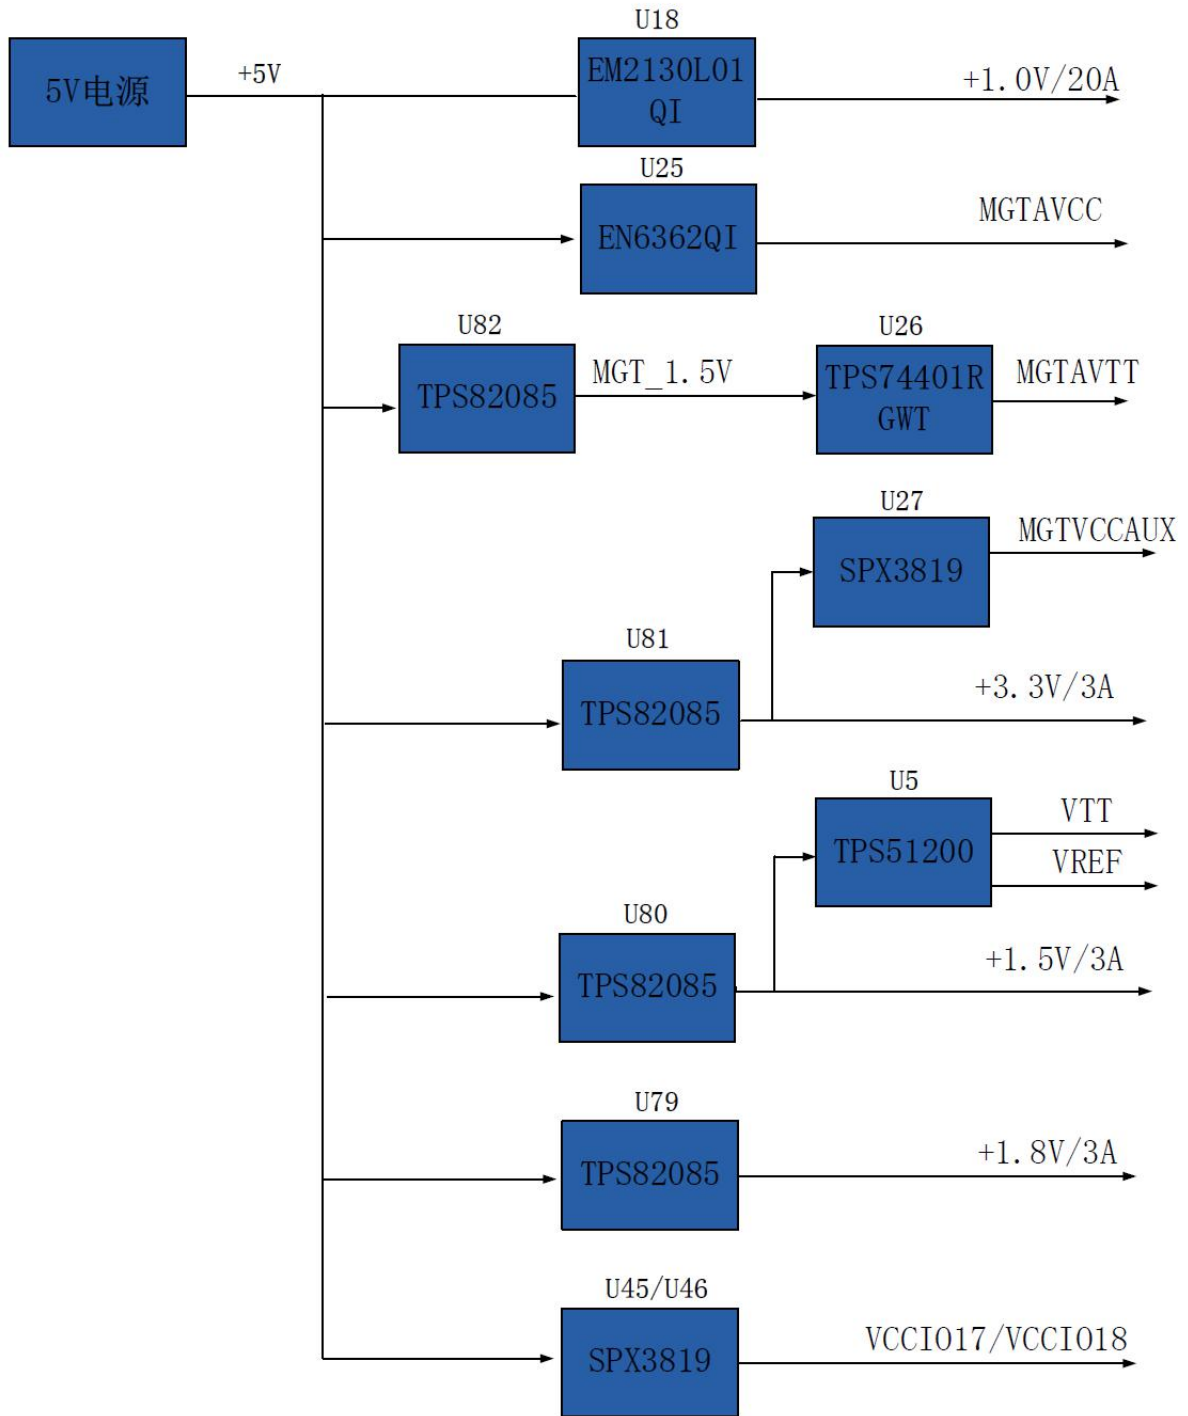 U18
5V电源
+5V
EM2130L01
QI
+1.0V/20A
U25
EN6362QI
MGTAVCC
U82
TPS82085
MGT_1.5V
U26
TPS74401R
GWT
MGTAVTT
U27
SPX3819
MGTVCCAUX
U81
TPS82085
+3.3V/3A
U5
TPS51200
VTT
VREF
U80
TPS82085
+1.5V/3A
U79
TPS82085
+1.8V/3A
U45/U46
SPX3819
VCCIO17/VCCIO18